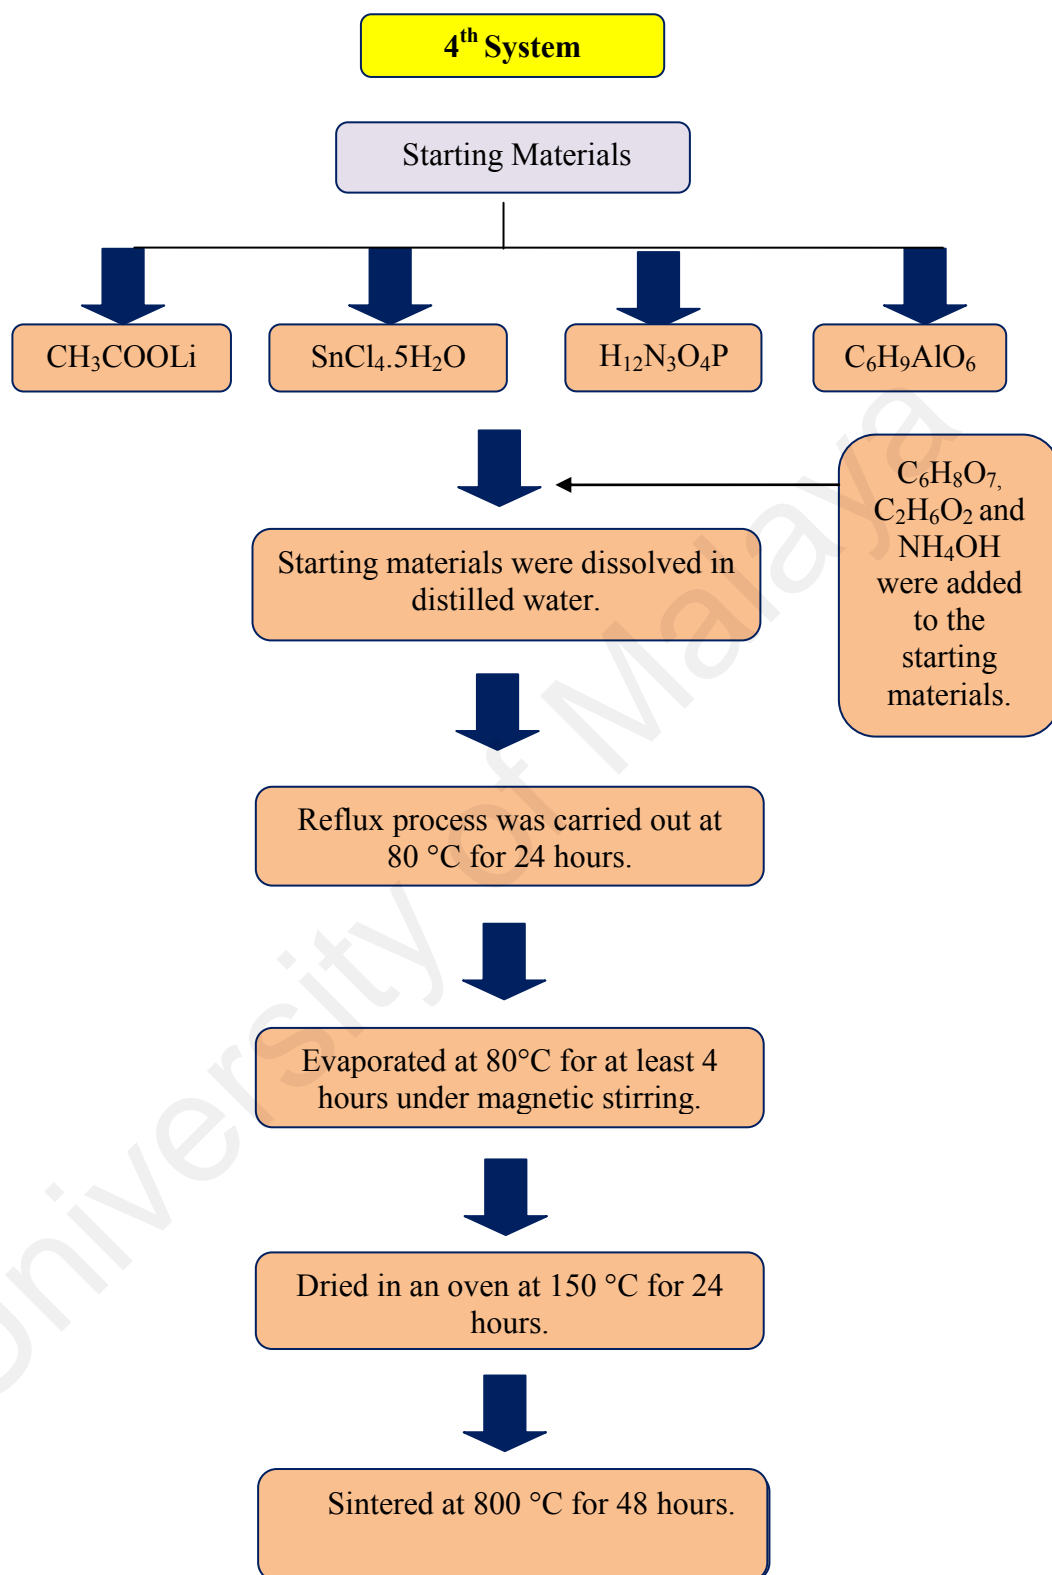 4th System
Starting Materials
CH₃COOLi
SnCl₄.5H₂O
H₁₂N₃O₄P
C₆H₉AlO₆
C₆H₈O₇,
C₂H₆O₂ and
NH₄OH
were added
to the
starting
materials.
Starting materials were dissolved in
distilled water.
Reflux process was carried out at
80 °C for 24 hours.
Evaporated at 80°C for at least 4
hours under magnetic stirring.
Dried in an oven at 150 °C for 24
hours.
Sintered at 800 °C for 48 hours.
University of Malaya